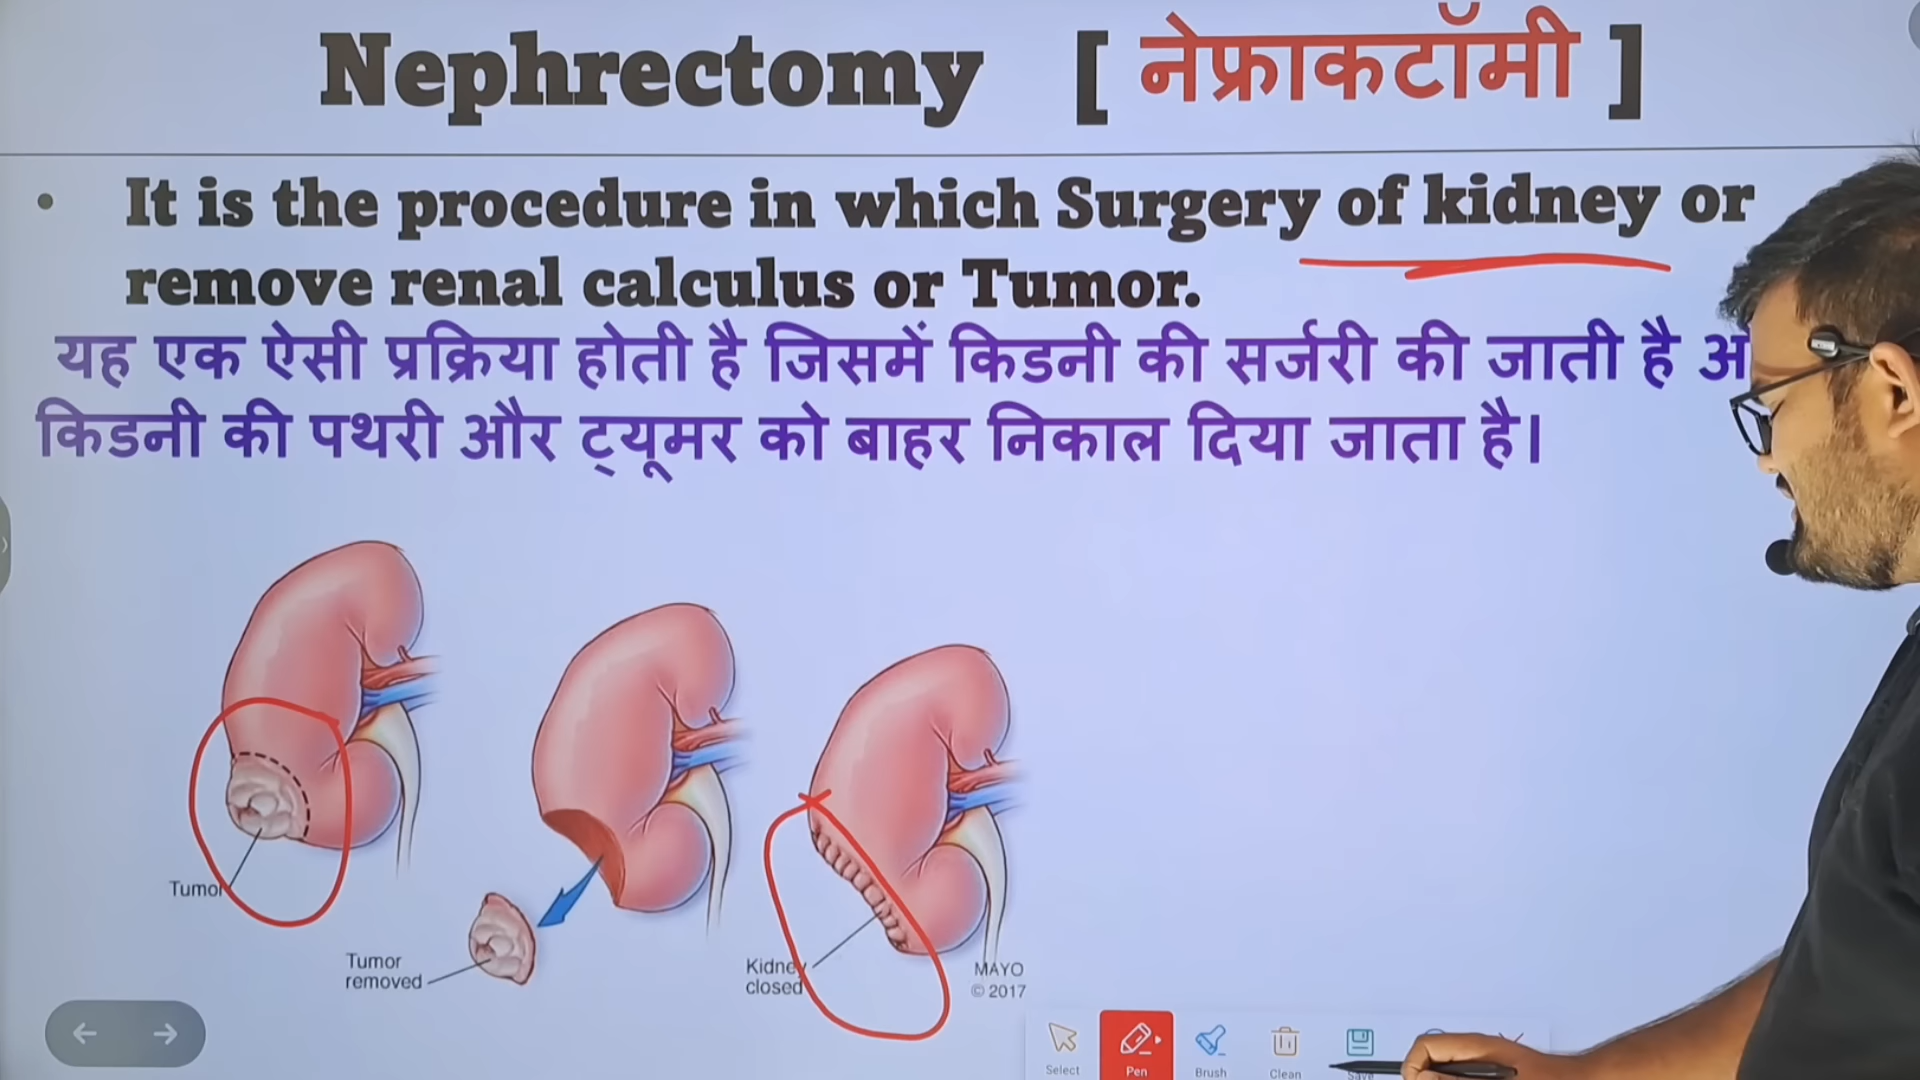 Nephrectomy [ नेफ्राकटॉमी ]
• It is the procedure in which Surgery of kidney or
remove renal calculus or Tumor.
यह एक ऐसी प्रक्रिया होती है जिसमें किडनी की सर्जरी की जाती है
किडनी की पथरी और ट्यूमर को बाहर निकाल दिया जाता है।
Tumor
Tumor
removed
Kidney
closed
MAYO
© 2017
Select
Pen
Brush
Clean
Save